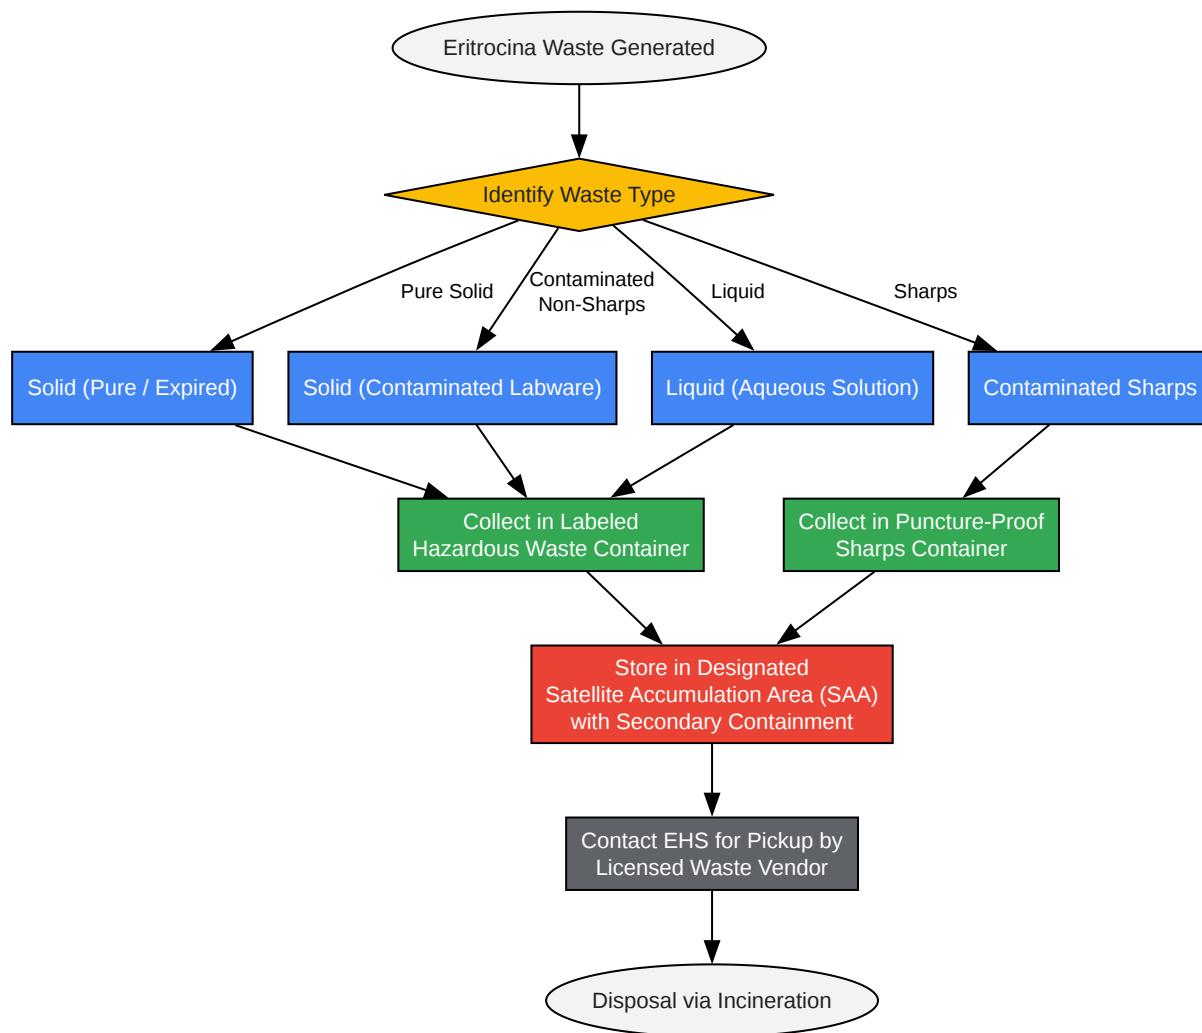 Eritrocina Waste Generated
Identify Waste Type
Pure Solid
Contaminated
Non-Sharps
Liquid
Sharps
Solid (Pure / Expired)
Solid (Contaminated Labware)
Liquid (Aqueous Solution)
Contaminated Sharps
Collect in Labeled
Hazardous Waste Container
Collect in Puncture-Proof
Sharps Container
Store in Designated
Satellite Accumulation Area (SAA)
with Secondary Containment
Contact EHS for Pickup by
Licensed Waste Vendor
Disposal via Incineration